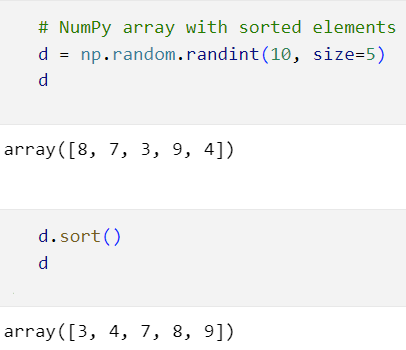 # NumPy array with sorted elements
d = np.random.randint(10, size=5)
d
array([8, 7, 3, 9, 4])
d.sort()
d
array([3, 4, 7, 8, 9])